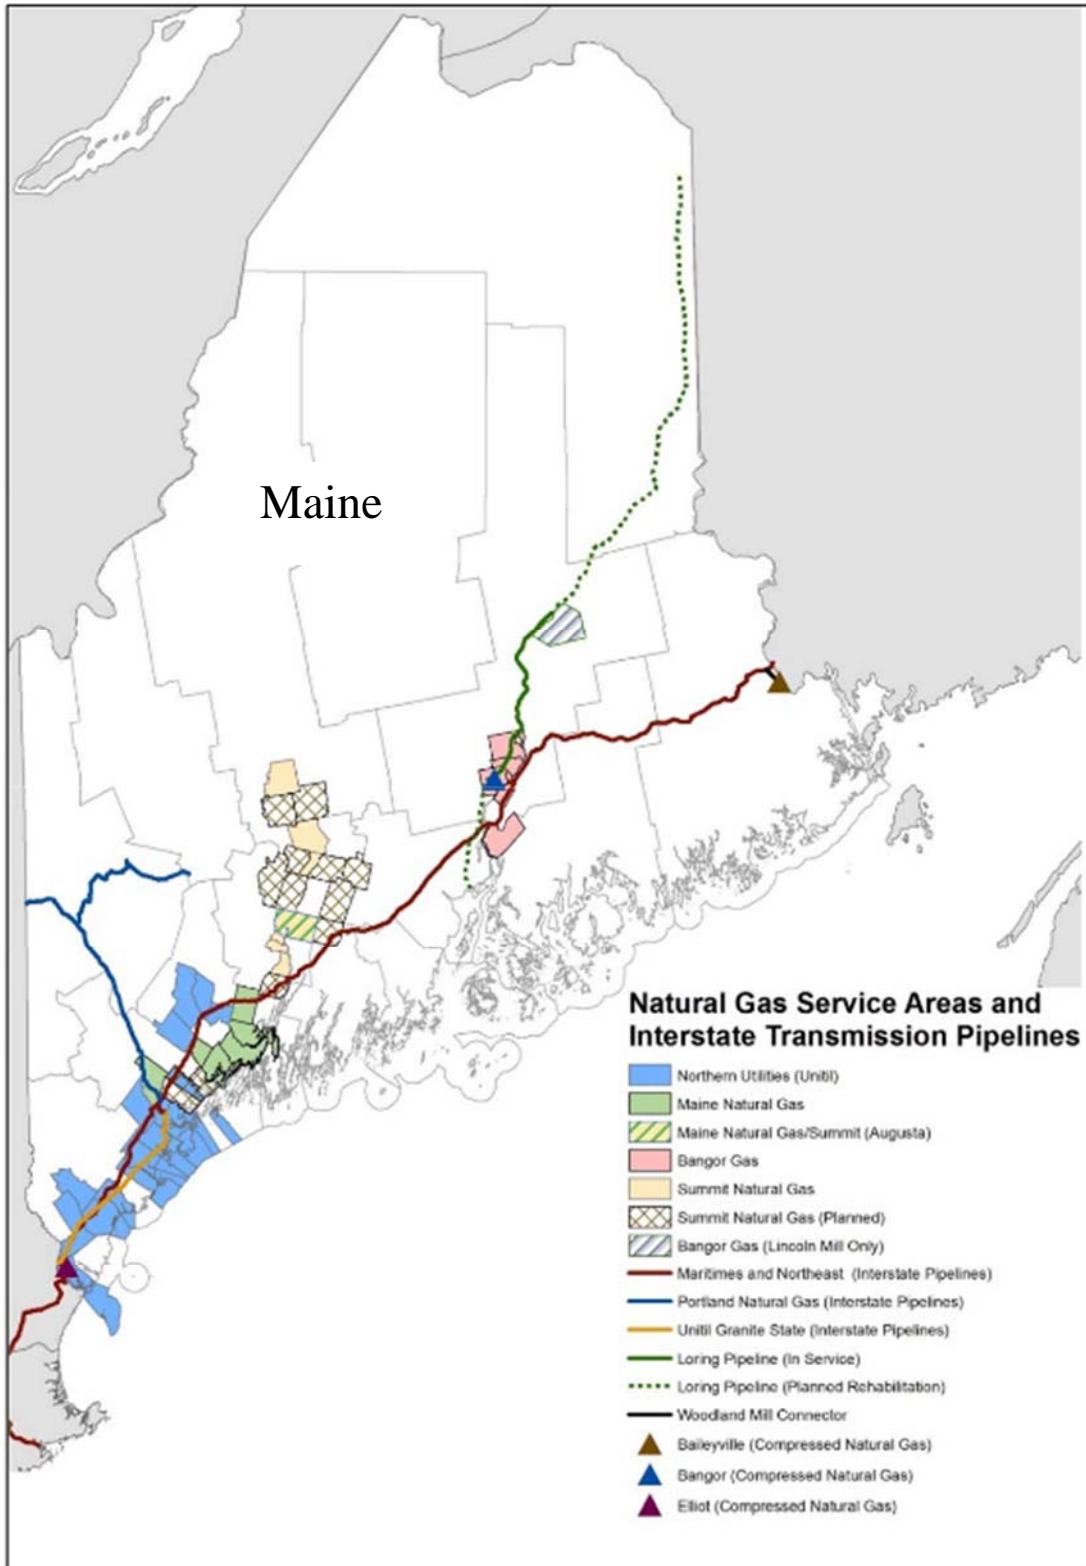 Maine
Natural Gas Service Areas and
Interstate Transmission Pipelines
Northern Utilities (Unitil)
Maine Natural Gas
Maine Natural Gas/Summit (Augusta)
Bangor Gas
Summit Natural Gas
Summit Natural Gas (Planned)
Bangor Gas (Lincoln Mill Only)
Maritimes and Northeast (Interstate Pipelines)
Portland Natural Gas (Interstate Pipelines)
Unitil Granite State (Interstate Pipelines)
Loring Pipeline (In Service)
Loring Pipeline (Planned Rehabilitation)
Woodland Mill Connector
Baileyville (Compressed Natural Gas)
Bangor (Compressed Natural Gas)
Elliot (Compressed Natural Gas)